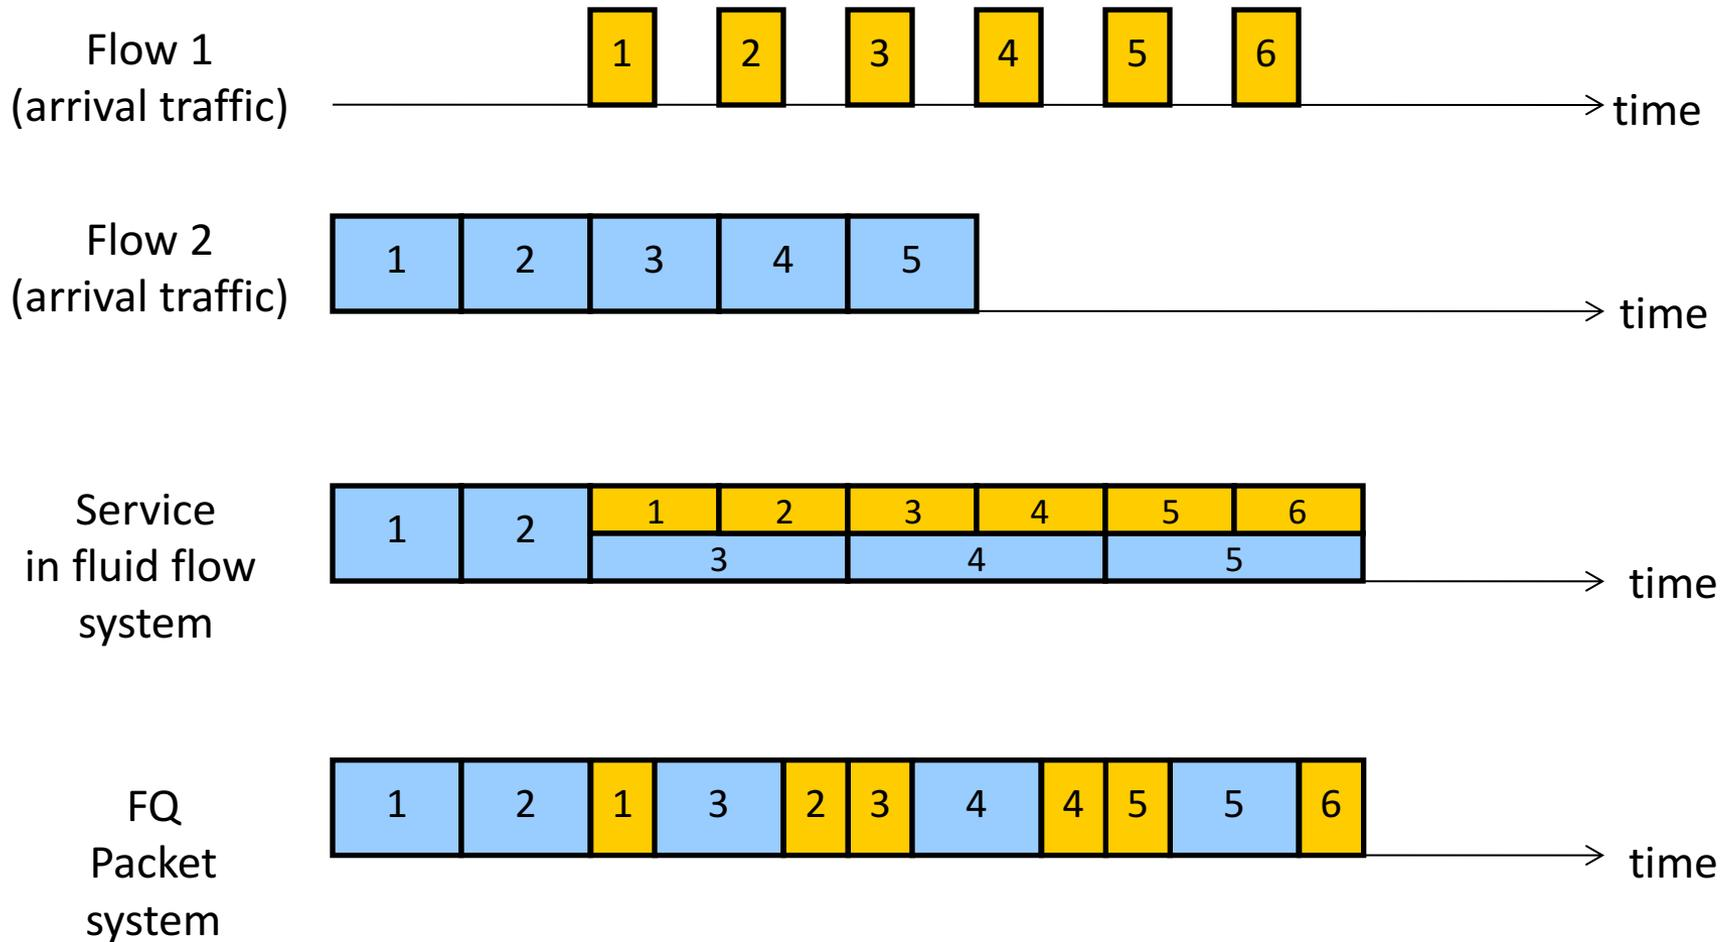 Flow 1
(arrival traffic)
1 2 3 4 5 6
time
Flow 2
(arrival traffic)
1 2 3 4 5
time
Service
in fluid flow
system
1 2 1 2 3 4 5 6
3 4 5
time
FQ
Packet
system
1 2 1 3 2 3 4 4 5 5 6
time